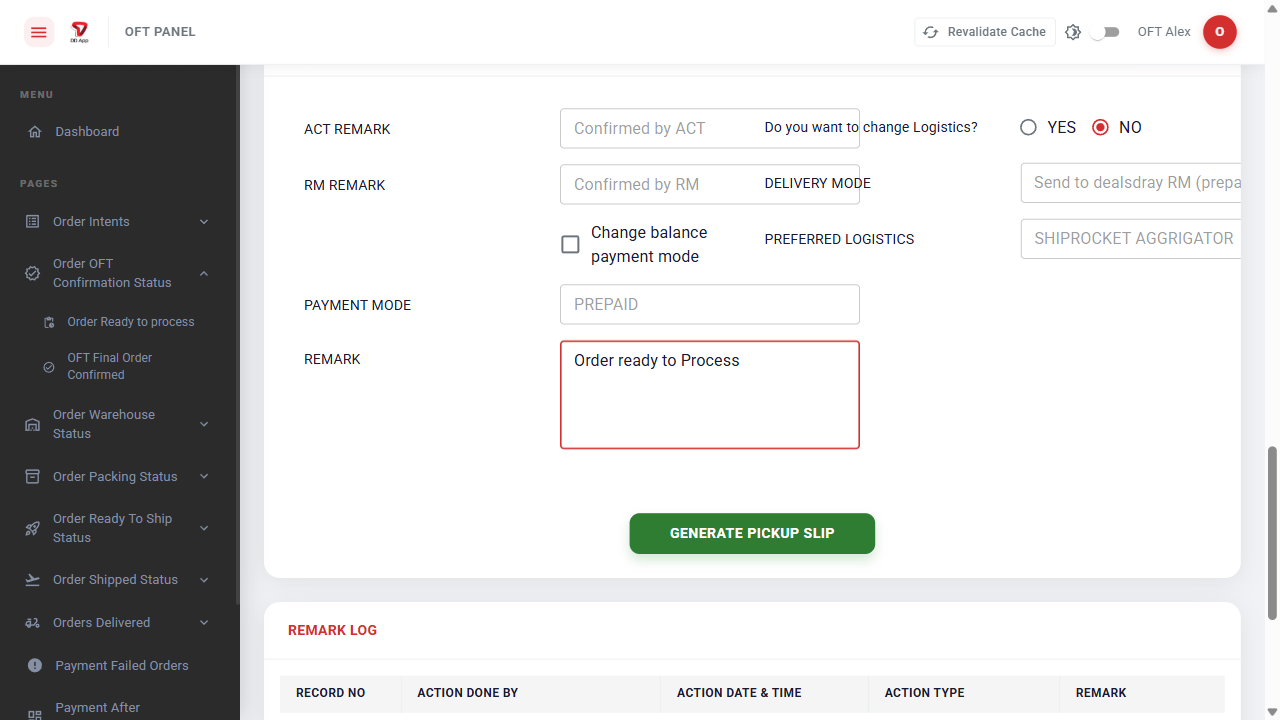 DD App
OFT PANEL
Revalidate Cache
OFT Alex
O
MENU
Dashboard
PAGES
Order Intents
Order OFT
Confirmation Status
Order Ready to process
OFT Final Order
Confirmed
Order Warehouse
Status
Order Packing Status
Order Ready To Ship
Status
Order Shipped Status
Orders Delivered
Payment Failed Orders
Payment After
ACT REMARK
Confirmed by ACT
Do you want to change Logistics?
YES
NO
RM REMARK
Confirmed by RM
DELIVERY MODE
Send to dealsdray RM (prepa
Change balance
payment mode
PREFERRED LOGISTICS
SHIPROCKET AGGRIGATOR
PAYMENT MODE
PREPAID
REMARK
Order ready to Process
GENERATE PICKUP SLIP
REMARK LOG
RECORD NO
ACTION DONE BY
ACTION DATE & TIME
ACTION TYPE
REMARK